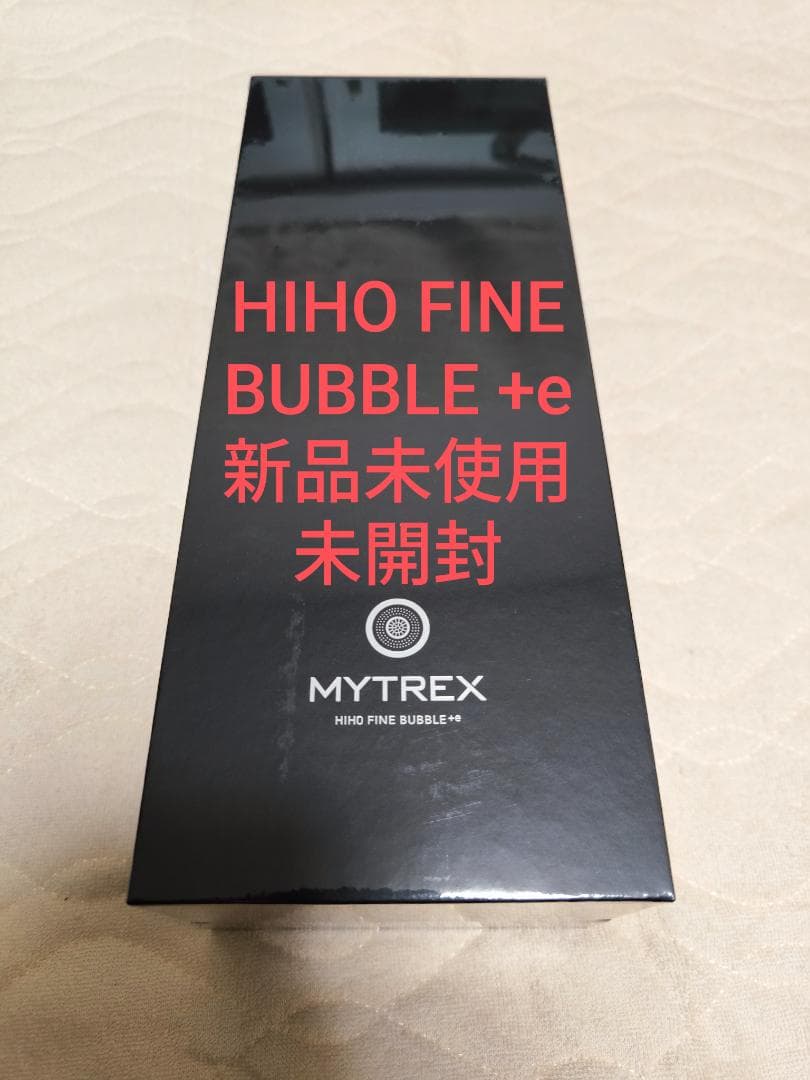 HIHO FINE
BUBBLE +e
新品未使用
未開封
MYTREX
HIHO FINE BUBBLE+e